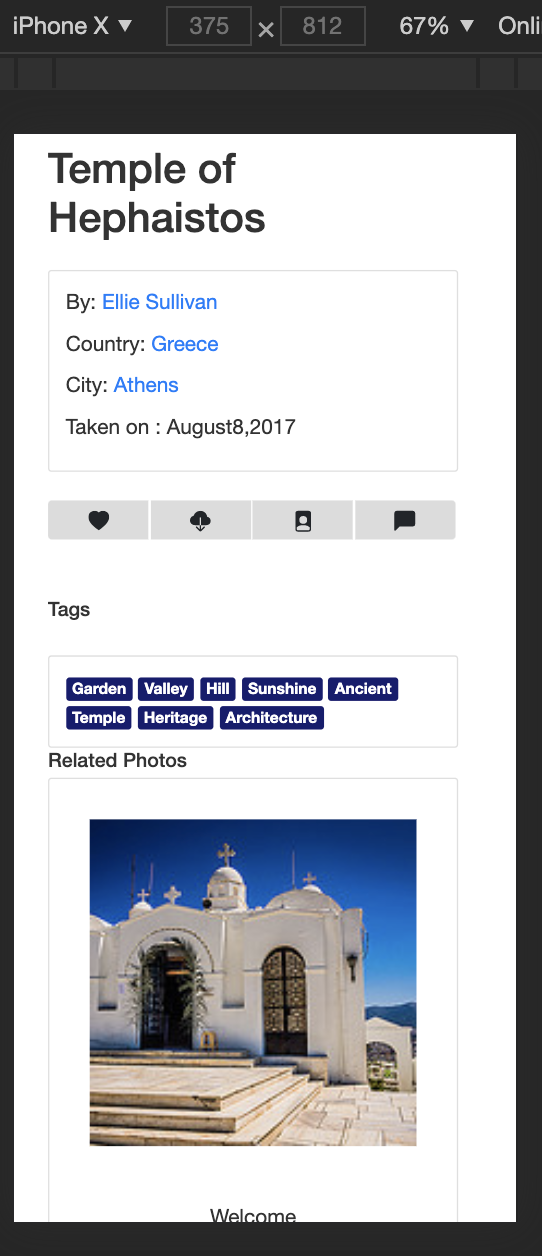 iPhone X ▼ 375 × 812 67% ▼ Onli
Temple of
Hephaistos
By: Ellie Sullivan
Country: Greece
City: Athens
Taken on : August8,2017
Tags
Garden Valley Hill Sunshine Ancient
Temple Heritage Architecture
Related Photos
Welcome